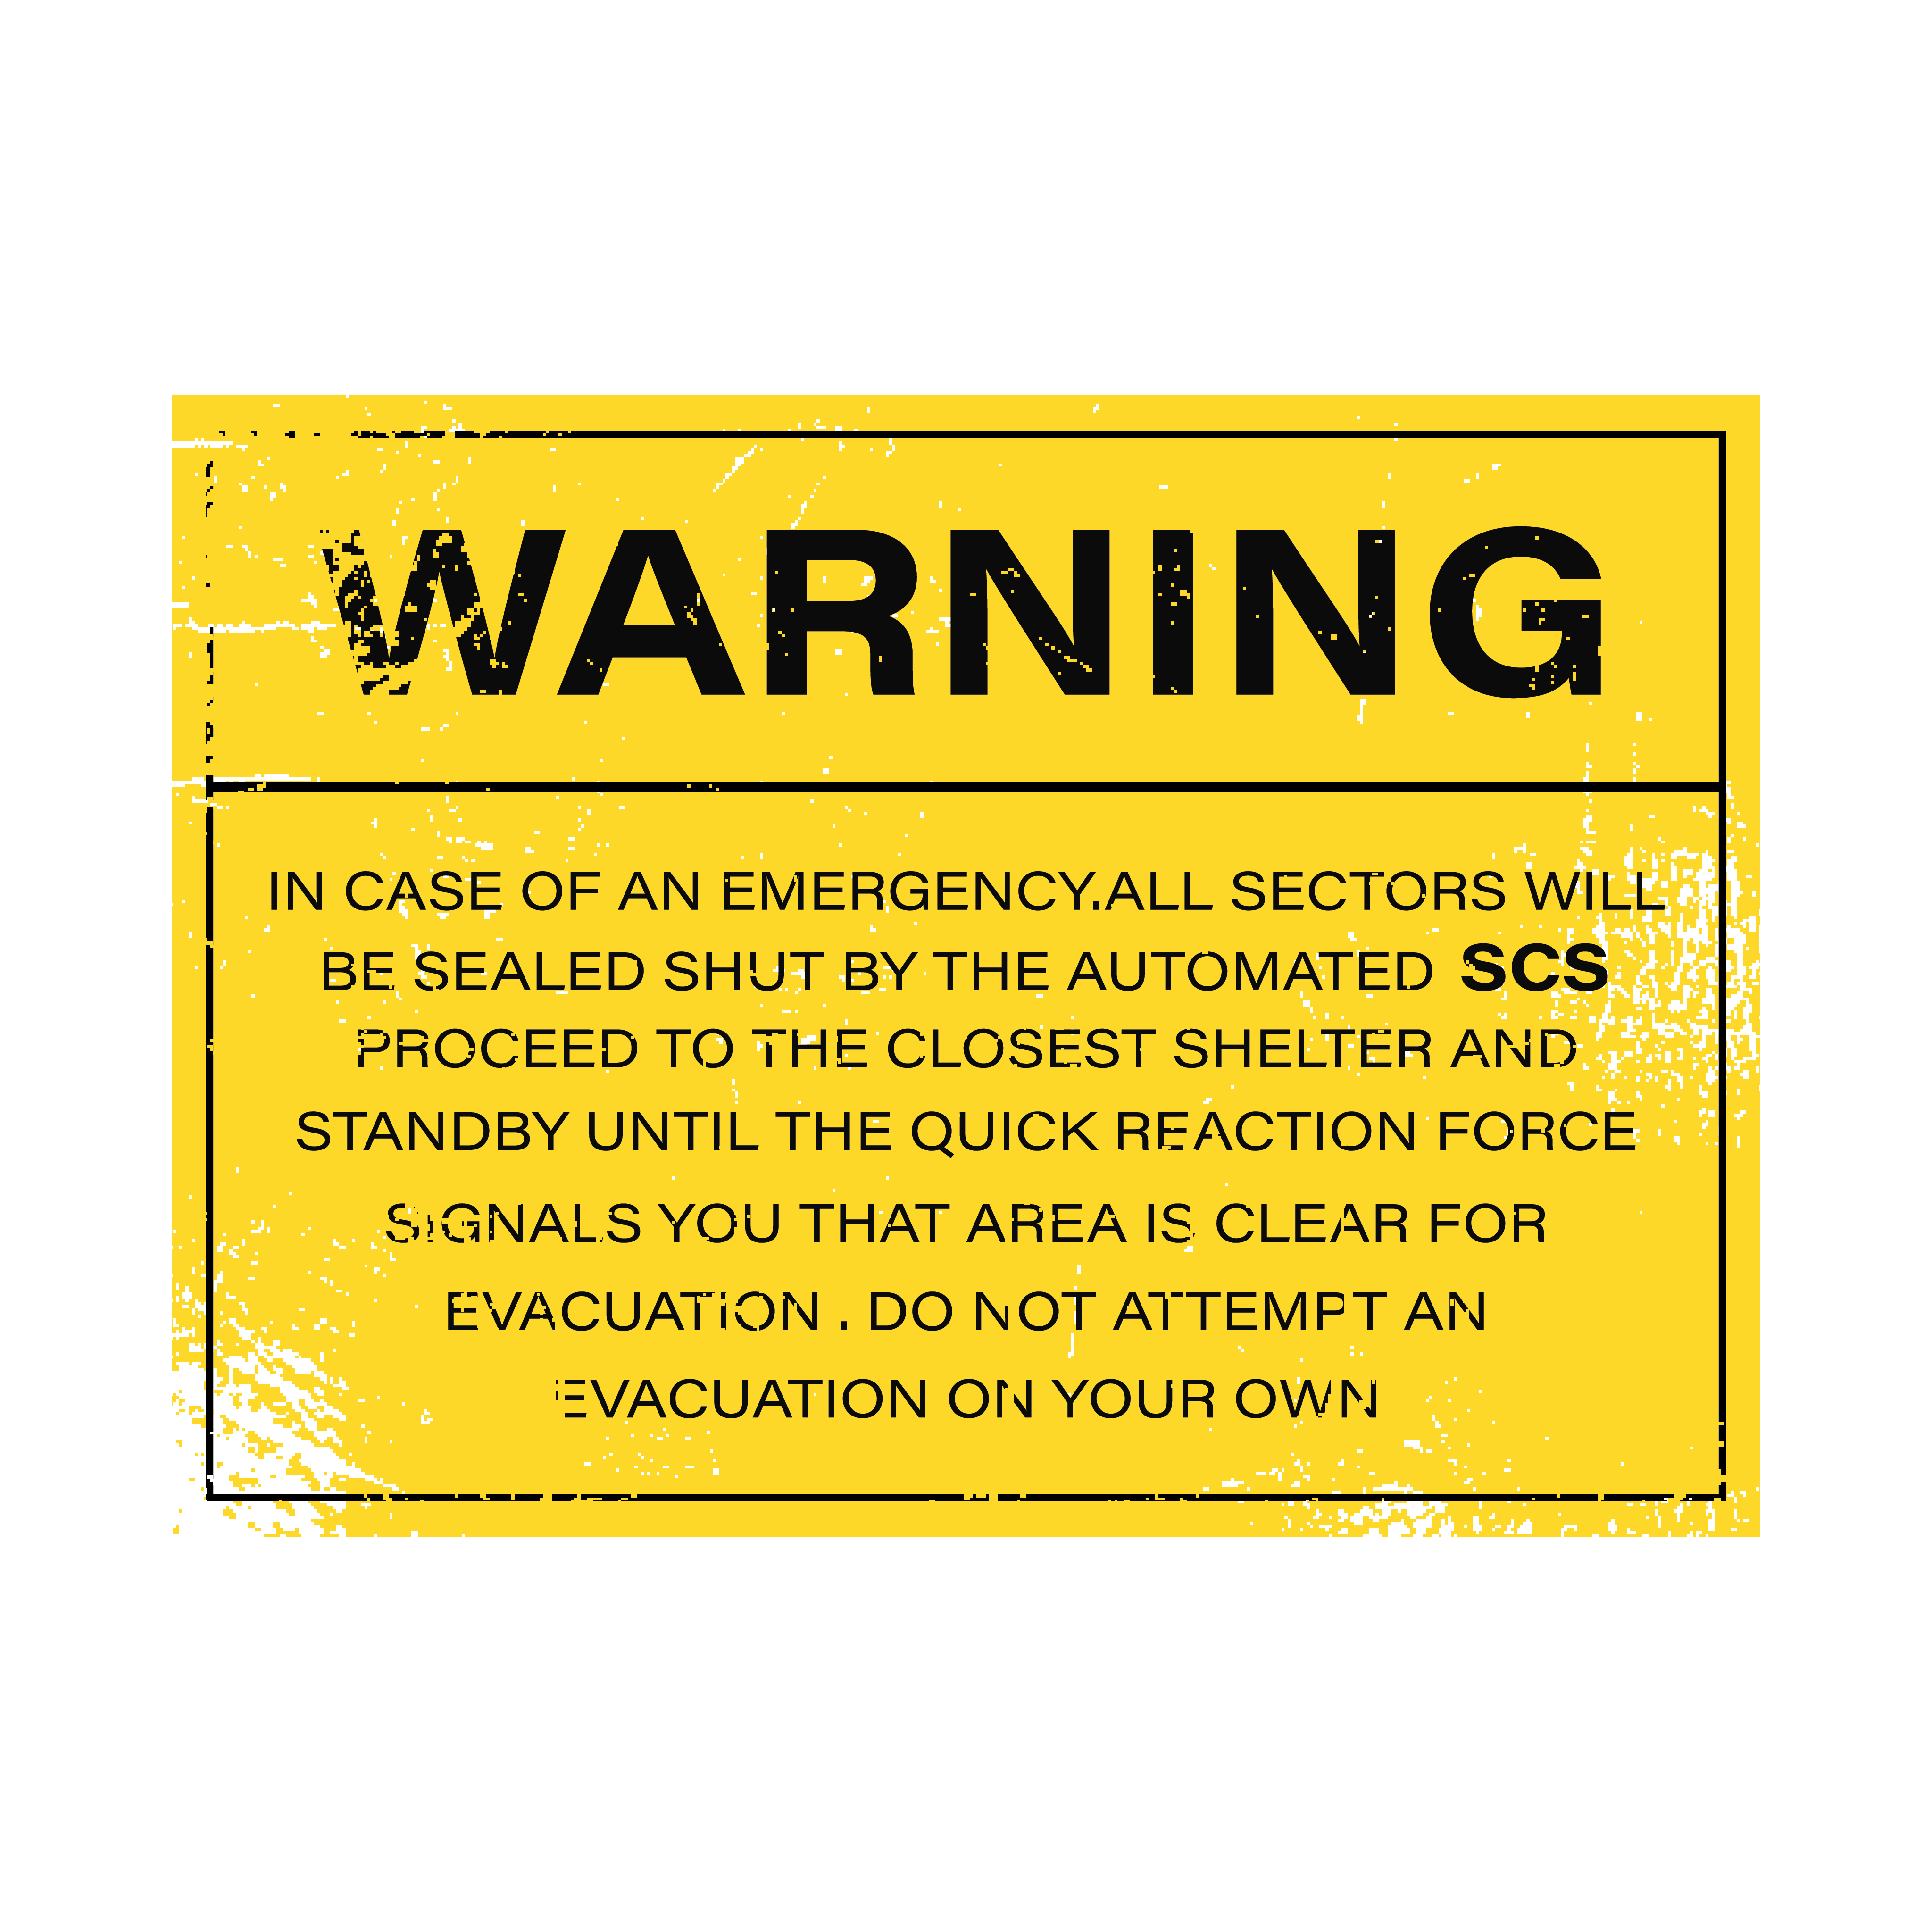 WARNING
IN CASE OF AN EMERGENCY.ALL SECTORS WILL
BE SEALED SHUT BY THE AUTOMATED SCS
PROCEED TO THE CLOSEST SHELTER AND
STANDBY UNTIL THE QUICK REACTION FORCE
SIGNALS YOU THAT AREA IS CLEAR FOR
EVACUATION . DO NOT ATTEMPT AN
EVACUATION ON YOUR OWN